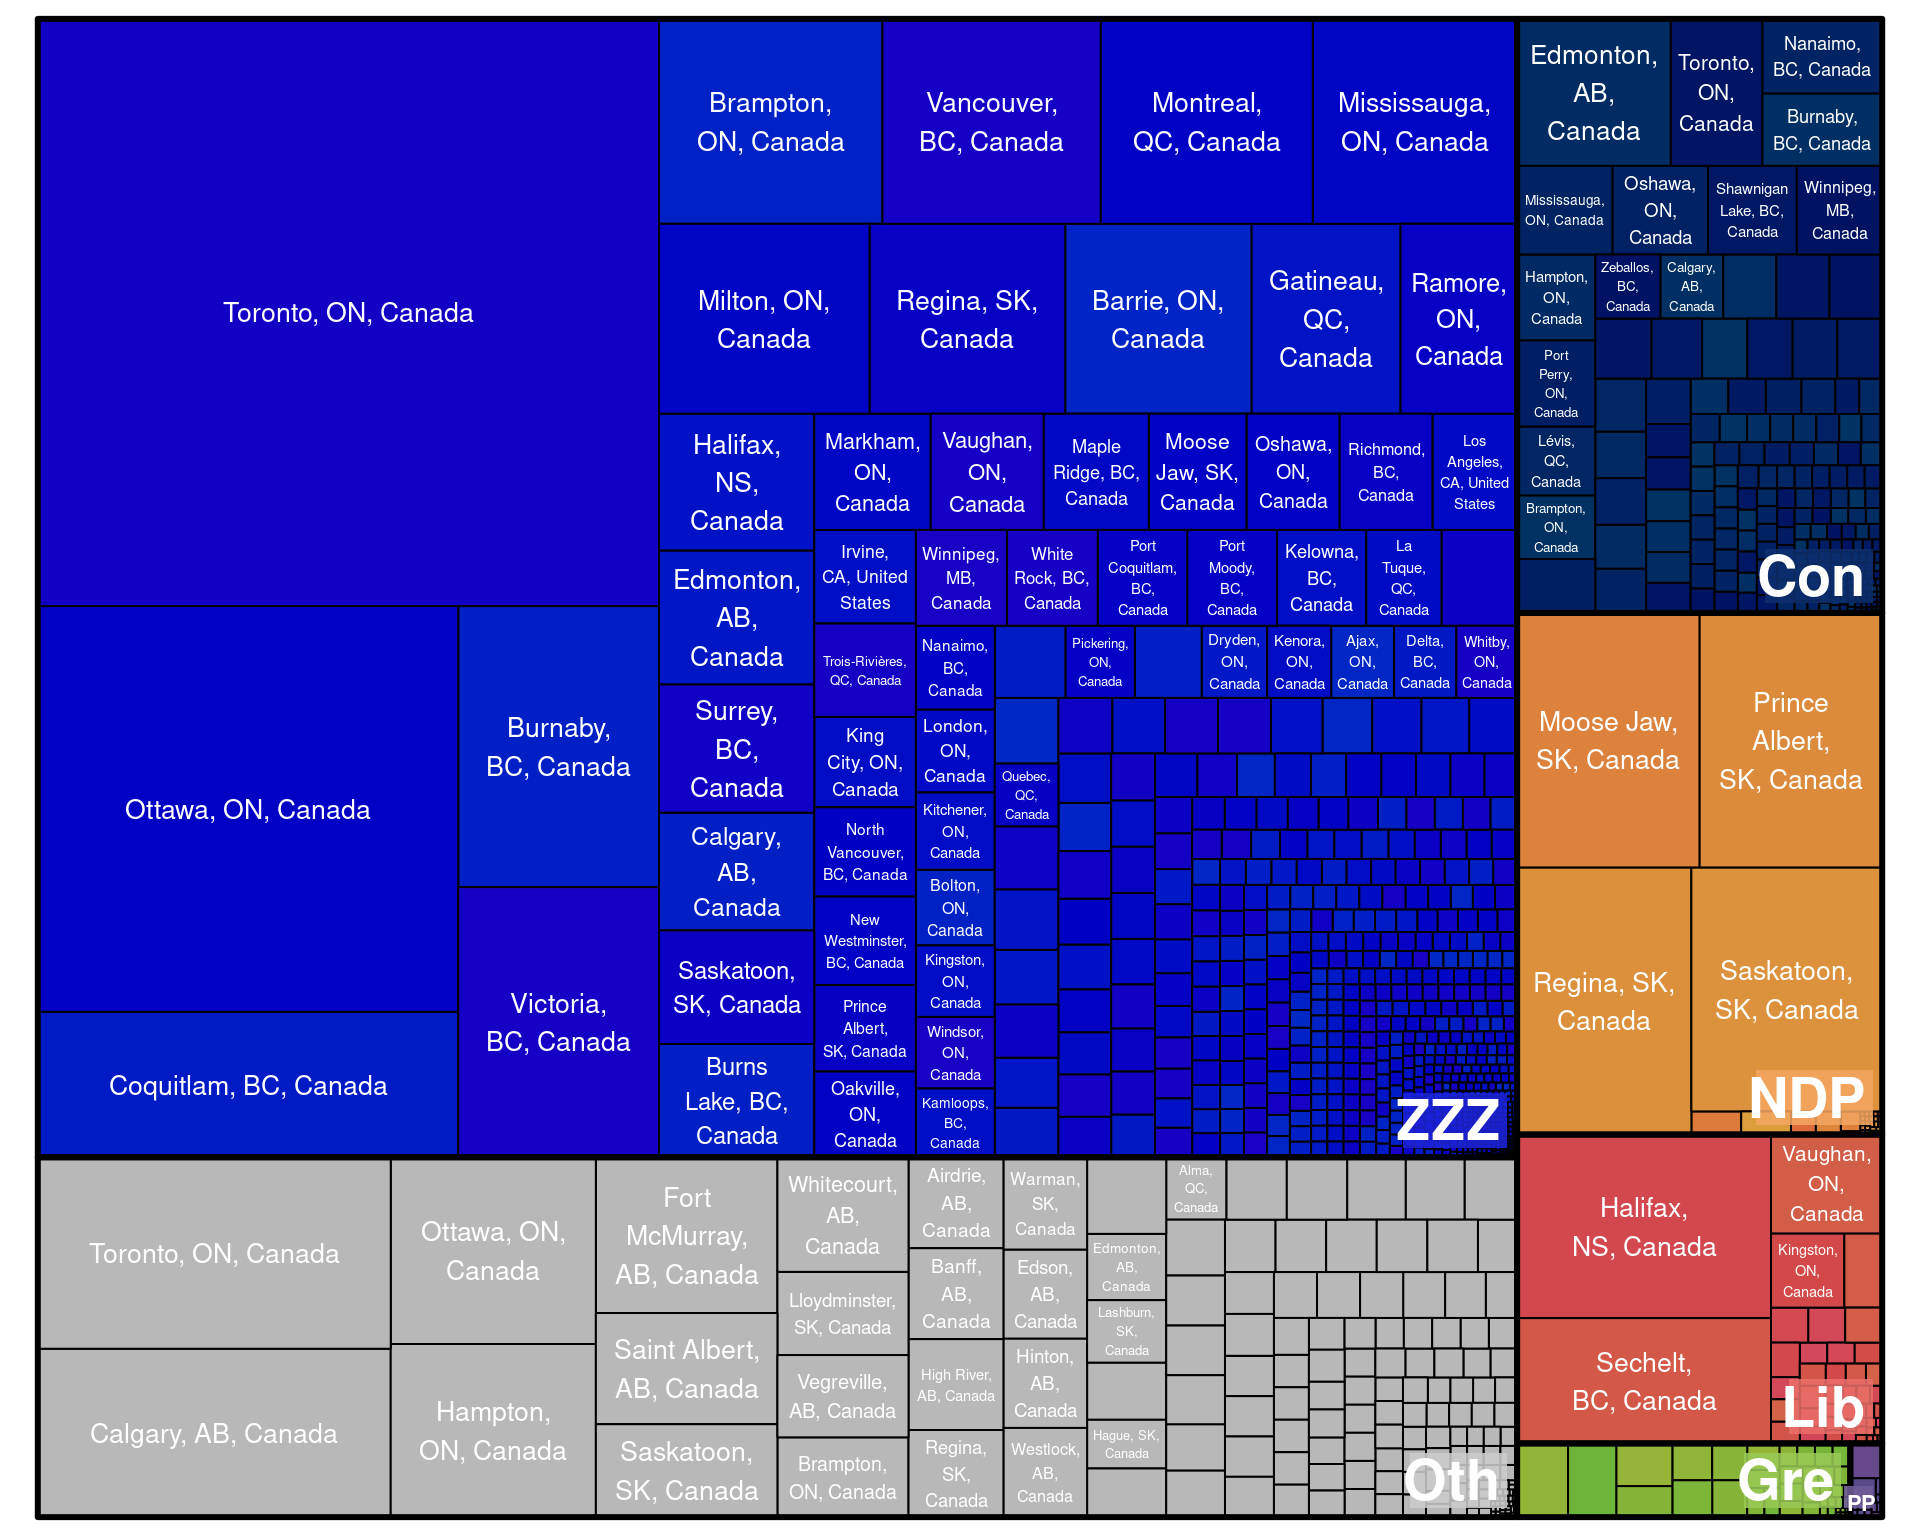 Toronto, ON, Canada
Ottawa, ON, Canada
Burnaby,
BC, Canada
Victoria,
BC, Canada
Coquitlam, BC, Canada
Brampton,
ON, Canada
Vancouver,
BC, Canada
Montreal,
QC, Canada
Mississauga,
ON, Canada
Milton, ON,
Canada
Regina, SK,
Canada
Barrie, ON,
Canada
Gatineau,
QC,
Canada
Ramore,
ON,
Canada
Halifax,
NS,
Canada
Edmonton,
AB,
Canada
Surrey,
BC,
Canada
Calgary,
AB,
Canada
Saskatoon,
SK, Canada
Burns
Lake, BC,
Canada
Markham,
ON,
Canada
Vaughan,
ON,
Canada
Maple
Ridge, BC,
Canada
Moose
Jaw, SK,
Canada
Oshawa,
ON,
Canada
Richmond,
BC,
Canada
Los
Angeles,
CA, United
States
Irvine,
CA, United
States
Winnipeg,
MB,
Canada
White
Rock, BC,
Canada
Port
Coquitlam,
BC,
Canada
Port
Moody,
BC,
Canada
Kelowna,
BC,
Canada
La
Tuque,
QC,
Canada
Trois-Rivières,
QC, Canada
King
City, ON,
Canada
North
Vancouver,
BC, Canada
New
Westminster,
BC, Canada
Prince
Albert,
SK, Canada
Oakville,
ON,
Canada
Nanaimo,
BC,
Canada
London,
ON,
Canada
Kitchener,
ON,
Canada
Bolton,
ON,
Canada
Kingston,
ON,
Canada
Windsor,
ON,
Canada
Kamloops,
BC,
Canada
Pickering,
ON,
Canada
Dryden,
ON,
Canada
Kenora,
ON,
Canada
Ajax,
ON,
Canada
Delta,
BC,
Canada
Whitby,
ON,
Canada
Quebec,
QC,
Canada
ZZZ
Edmonton,
AB,
Canada
Toronto,
ON,
Canada
Nanaimo,
BC, Canada
Burnaby,
BC, Canada
Mississauga,
ON, Canada
Oshawa,
ON,
Canada
Shawnigan
Lake, BC,
Canada
Winnipeg,
MB,
Canada
Hampton,
ON,
Canada
Zeballos,
BC,
Canada
Calgary,
AB,
Canada
Port
Perry,
ON,
Canada
Lévis,
QC,
Canada
Brampton,
ON,
Canada
Con
Moose Jaw,
SK, Canada
Prince
Albert,
SK, Canada
Regina, SK,
Canada
Saskatoon,
SK, Canada
NDP
Halifax,
NS, Canada
Vaughan,
ON,
Canada
Kingston,
ON,
Canada
Sechelt,
BC, Canada
Lib
Gre
PP
Toronto, ON, Canada
Calgary, AB, Canada
Ottawa, ON,
Canada
Hampton,
ON, Canada
Fort
McMurray,
AB, Canada
Saint Albert,
AB, Canada
Saskatoon,
SK, Canada
Whitecourt,
AB,
Canada
Lloydminster,
SK, Canada
Vegreville,
AB, Canada
Brampton,
ON, Canada
Airdrie,
AB,
Canada
Banff,
AB,
Canada
High River,
AB, Canada
Regina,
SK,
Canada
Warman,
SK,
Canada
Edson,
AB,
Canada
Hinton,
AB,
Canada
Westlock,
AB,
Canada
Edmonton,
AB,
Canada
Lashburn,
SK,
Canada
Hague, SK,
Canada
Alma,
QC,
Canada
Oth